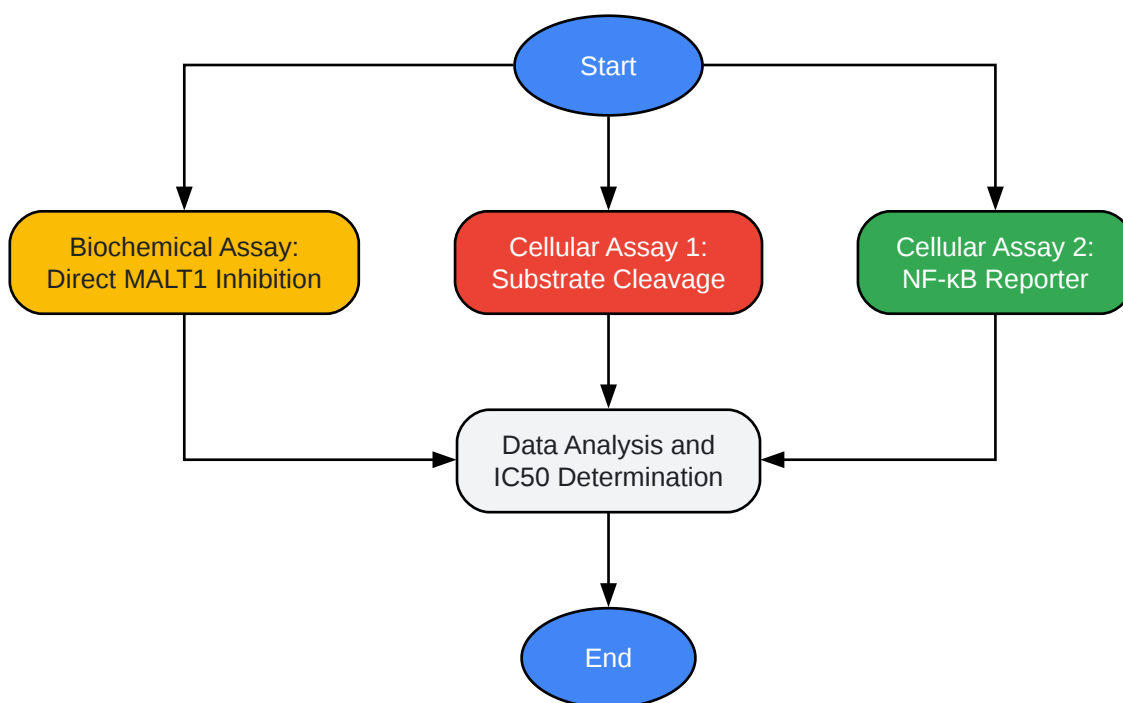 Start
Biochemical Assay:
Direct MALT1 Inhibition
Cellular Assay 1:
Substrate Cleavage
Cellular Assay 2:
NF-κB Reporter
Data Analysis and
IC50 Determination
End